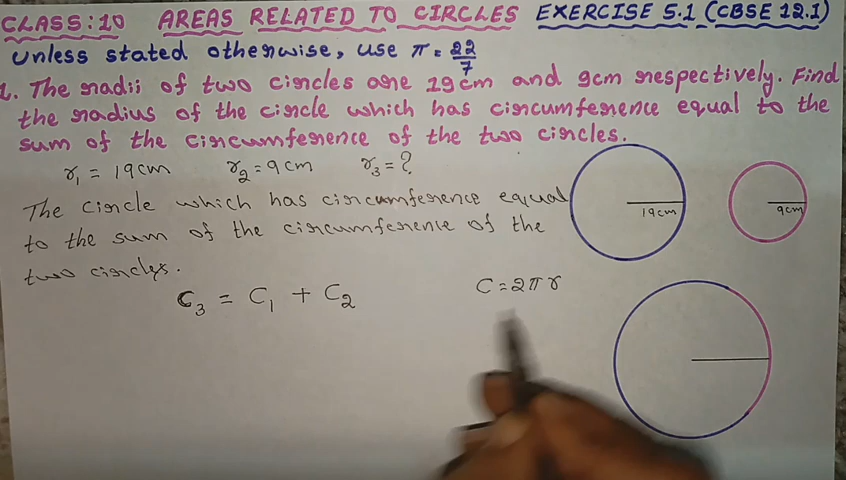 CLASS:10 AREAS RELATED TO CIRCLES EXERCISE 5.1 (CBSE 12.1)
Unless stated otherwise, use π = 22/7
1. The radii of two circles are 19cm and 9cm respectively. Find
the radius of the circle which has circumference equal to the
sum of the circumference of the two circles.
r₁ = 19cm r₂ = 9cm r₃ = ?
The circle which has circumference equal
to the sum of the circumference of the
two circles.
C₃ = C₁ + C₂
C = 2πr
19cm
9cm